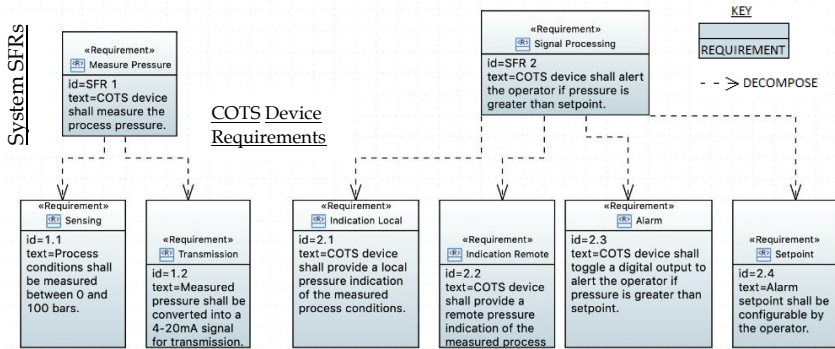 System SFRs
«Requirement»
Measure Pressure
id=SFR 1
text=COTS device
shall measure the
process pressure.
COTS Device
Requirements
«Requirement»
Signal Processing
id=SFR 2
text=COTS device shall alert
the operator if pressure is
greater than setpoint.
KEY
REQUIREMENT
DECOMPOSE
«Requirement»
Sensing
id=1.1
text=Process
conditions shall
be measured
between 0 and
100 bars.
«Requirement»
Transmission
id=1.2
text=Measured
pressure shall be
converted into a
4-20mA signal
for transmission.
«Requirement»
Indication Local
id=2.1
text=COTS device
shall provide a local
pressure indication
of the measured
process conditions.
«Requirement»
Indication Remote
id=2.2
text=COTS device
shall provide a
remote pressure
indication of the
measured process
«Requirement»
Alarm
id=2.3
text=COTS device shall
toggle a digital output to
alert the operator if
pressure is greater than
setpoint.
«Requirement»
Setpoint
id=2.4
text=Alarm
setpoint shall be
configurable by
the operator.